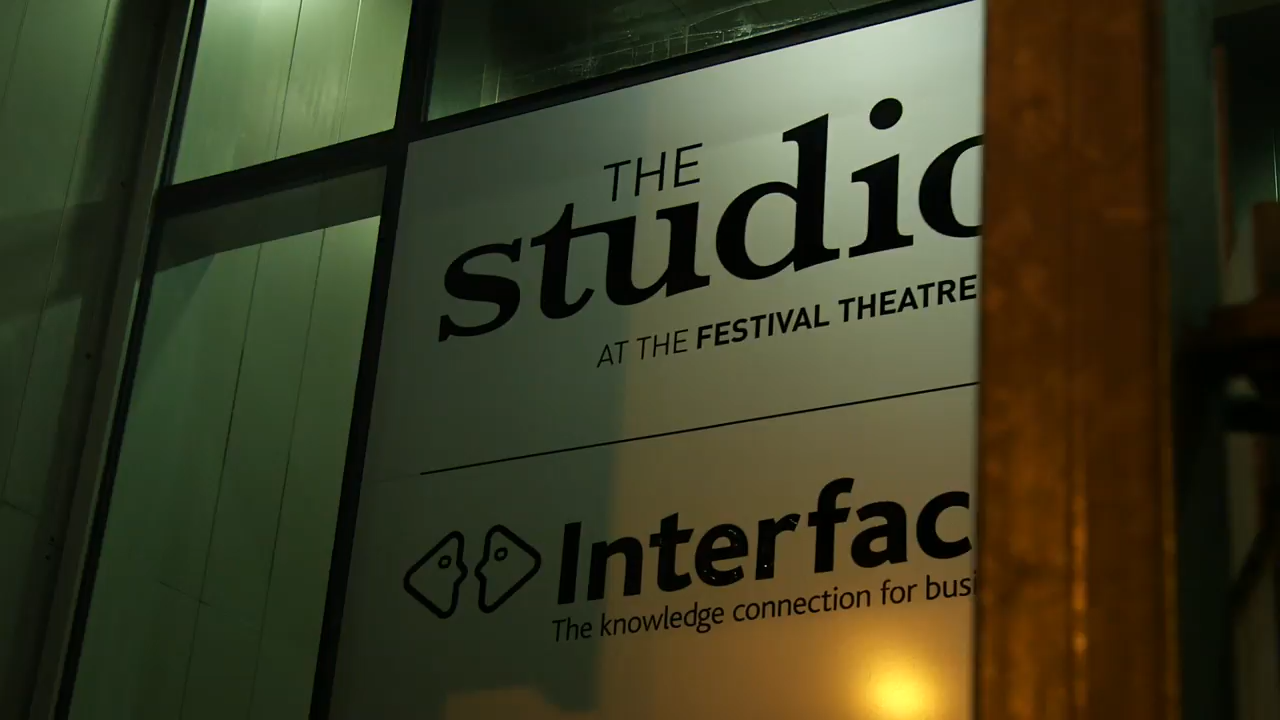 THE
studio
AT THE FESTIVAL THEATRE
Interfac
The knowledge connection for busi